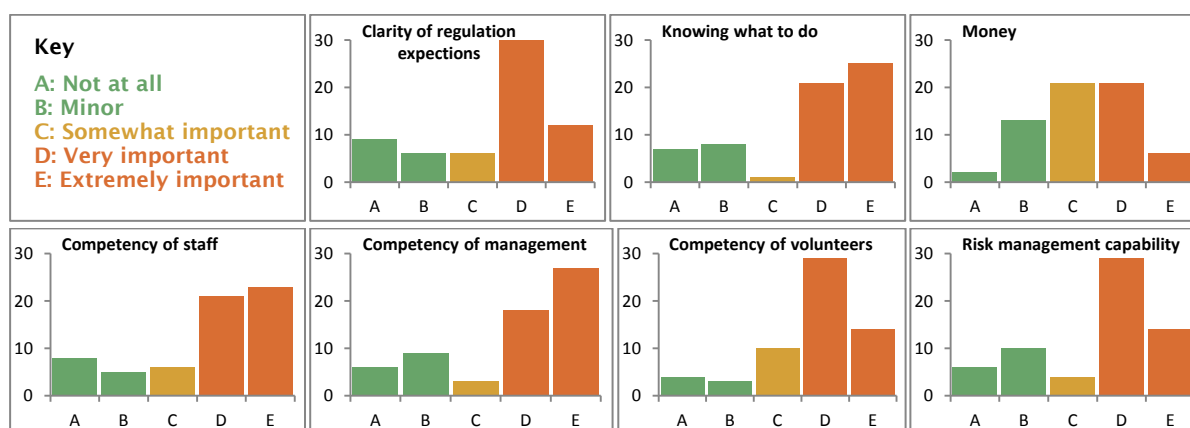 Key
A: Not at all
B: Minor
C: Somewhat important
D: Very important
E: Extremely important
Clarity of regulation
expections
30
20
10
0
A B C D E
Knowing what to do
30
20
10
0
A B C D E
Money
30
20
10
0
A B C D E
Competency of staff
30
20
10
0
A B C D E
Competency of management
30
20
10
0
A B C D E
Competency of volunteers
30
20
10
0
A B C D E
Risk management capability
30
20
10
0
A B C D E